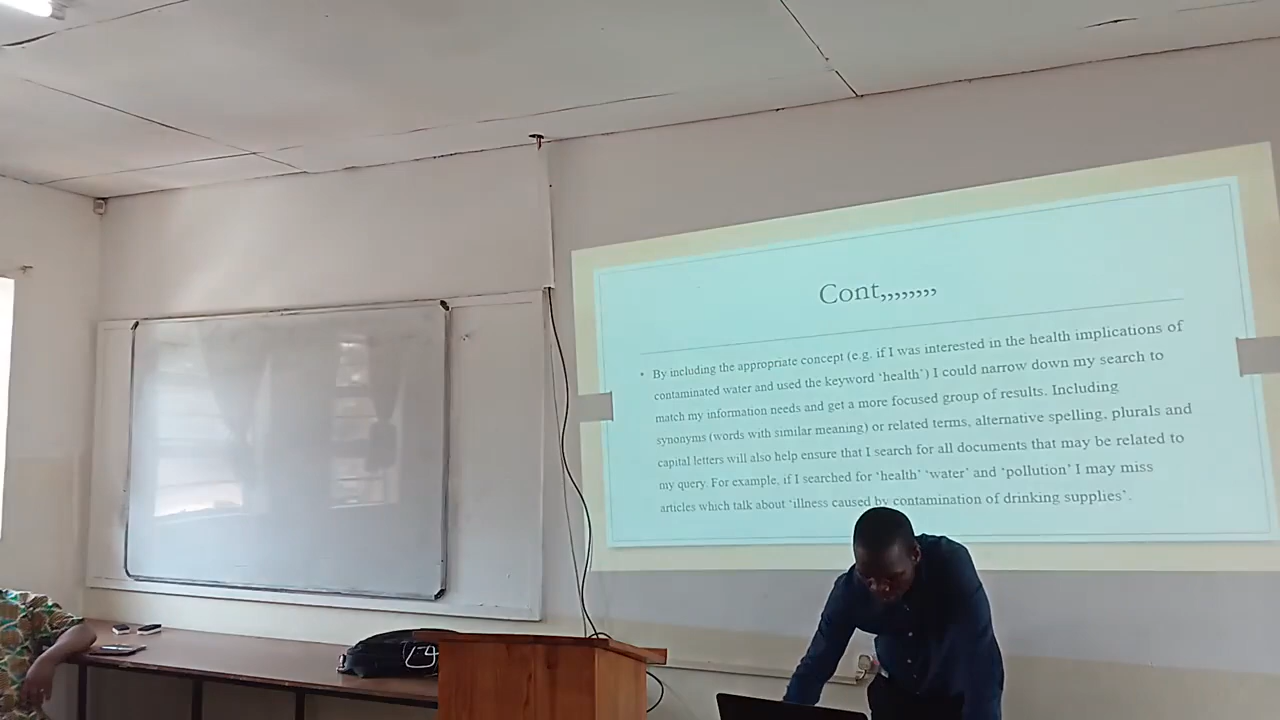 Cont,,,,,,,,,
• By including the appropriate concept (e.g. if I was interested in the health implications of
contaminated water and used the keyword ‘health’) I could narrow down my search to
match my information needs and get a more focused group of results. Including
synonyms (words with similar meaning) or related terms, alternative spelling, plurals and
capital letters will also help ensure that I search for all documents that may be related to
my query. For example, if I searched for ‘health’ ‘water’ and ‘pollution’ I may miss
articles which talk about ‘illness caused by contamination of drinking supplies’.